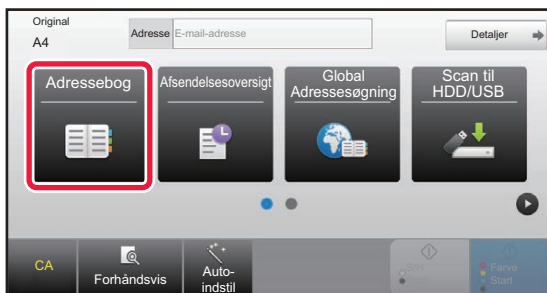 Original
A4
Adresse E-mail-adresse
Detaljer
Adressebog
Afsendelsesoversigt
Global
Adressesøgning
Scan til
HDD/USB
CA
Forhåndsvis
Auto-
indstil
S/H
Start
Farve
Start